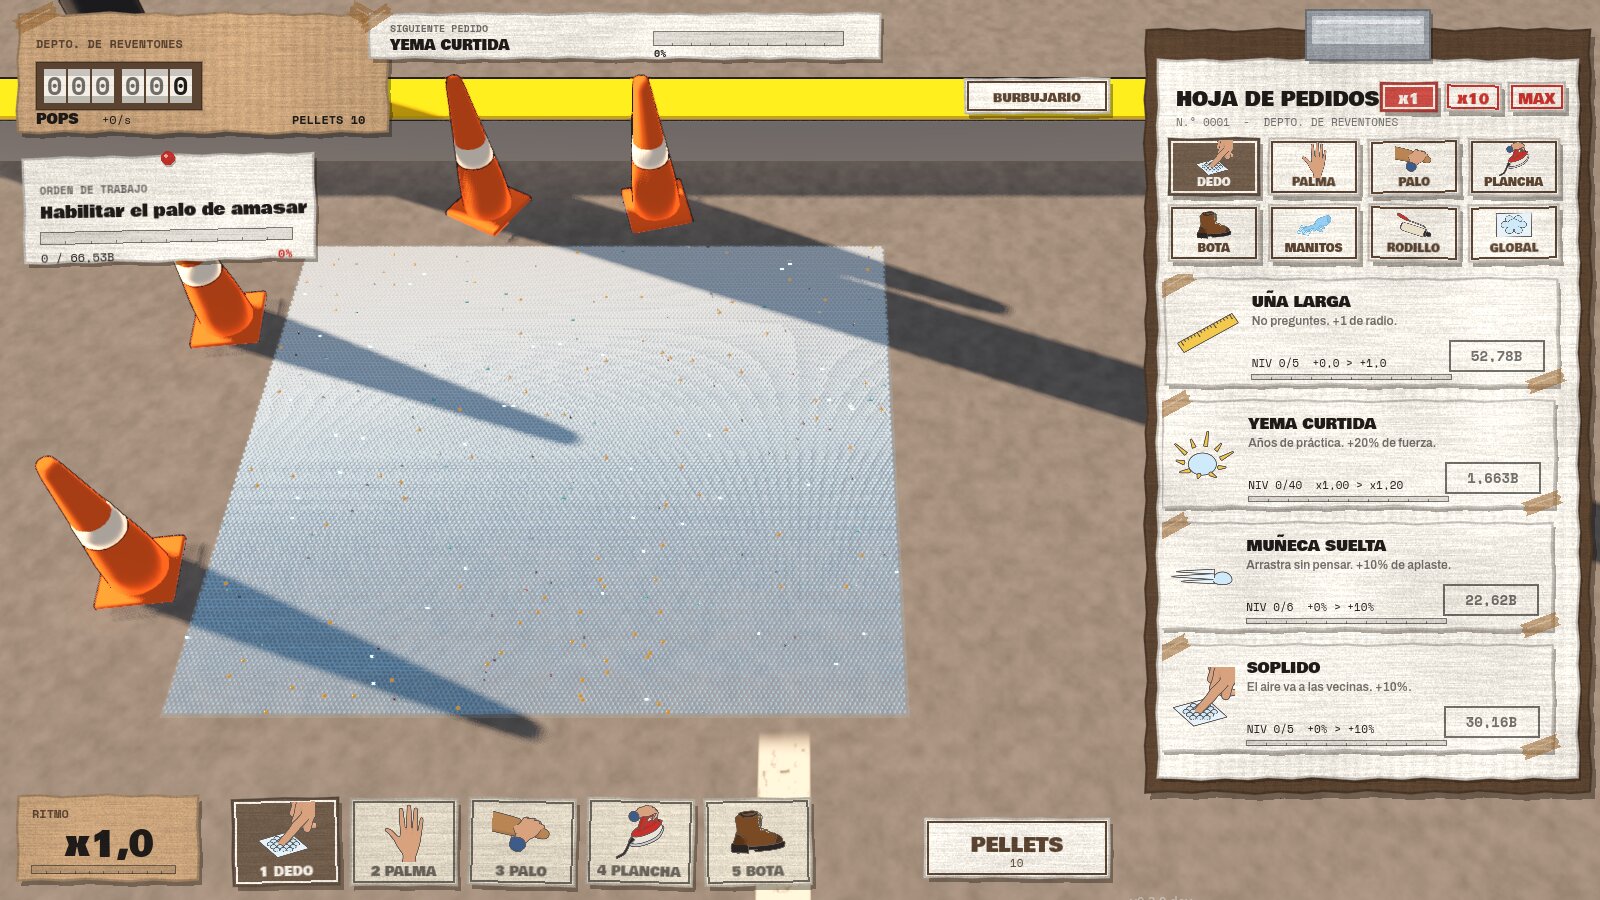 DEPTO. DE REVENTONES
000 000
POPS +0/s PELLETS 10
SIGUIENTE PEDIDO
YEMA CURTIDA
0%
BURBUJARIO
ORDEN DE TRABAJO
Habilitar el palo de amasar
0 / 66,53B 0%
HOJA DE PEDIDOS x1 x10 MAX
N.° 0001 - DEPTO. DE REVENTONES
DEDO PALMA PALO PLANCHA
BOTA MANITOS RODILLO GLOBAL
UÑA LARGA
No preguntes. +1 de radio.
NIV 0/5 +0,0 > +1,0 52,78B
YEMA CURTIDA
Años de práctica. +20% de fuerza.
NIV 0/40 x1,00 > x1,20 1,663B
MUÑECA SUELTA
Arrastra sin pensar. +10% de aplaste.
NIV 0/6 +0% > +10% 22,62B
SOPLIDO
El aire va a las vecinas. +10%.
NIV 0/5 +0% > +10% 30,16B
RITMO
x1,0
1 DEDO 2 PALMA 3 PALO 4 PLANCHA 5 BOTA
PELLETS
10